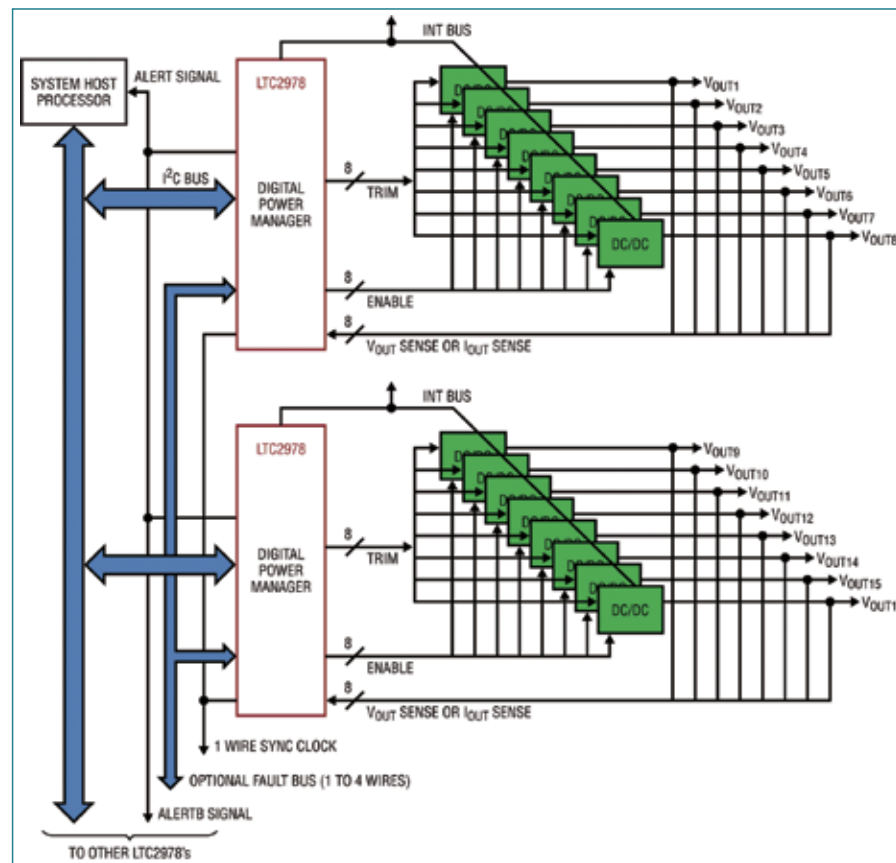 SYSTEM HOST
PROCESSOR
ALERT SIGNAL
LTC2978
INT BUS
I²C BUS
DIGITAL
POWER
MANAGER
8
TRIM
8
ENABLE
8
VOUT SENSE OR IOUT SENSE
DC/DC
VOUT1
VOUT2
VOUT3
VOUT4
VOUT5
VOUT6
VOUT7
VOUT8
INT BUS
LTC2978
DIGITAL
POWER
MANAGER
8
TRIM
8
ENABLE
8
VOUT SENSE OR IOUT SENSE
DC/DC
VOUT9
VOUT10
VOUT11
VOUT12
VOUT13
VOUT14
VOUT15
VOUT1
1 WIRE SYNC CLOCK
OPTIONAL FAULT BUS (1 TO 4 WIRES)
ALERTB SIGNAL
TO OTHER LTC2978's